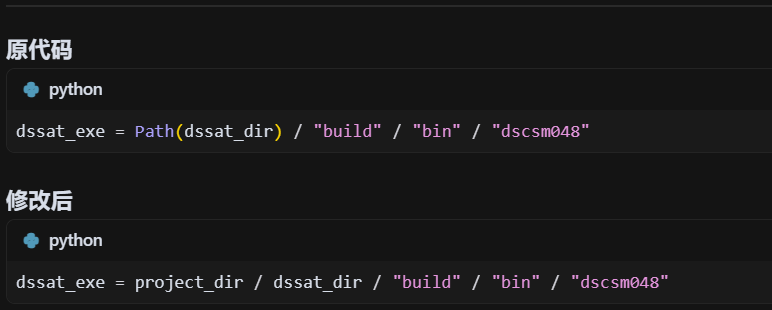 原代码
python
dssat_exe = Path(dssat_dir) / "build" / "bin" / "dscsm048"
修改后
python
dssat_exe = project_dir / dssat_dir / "build" / "bin" / "dscsm048"